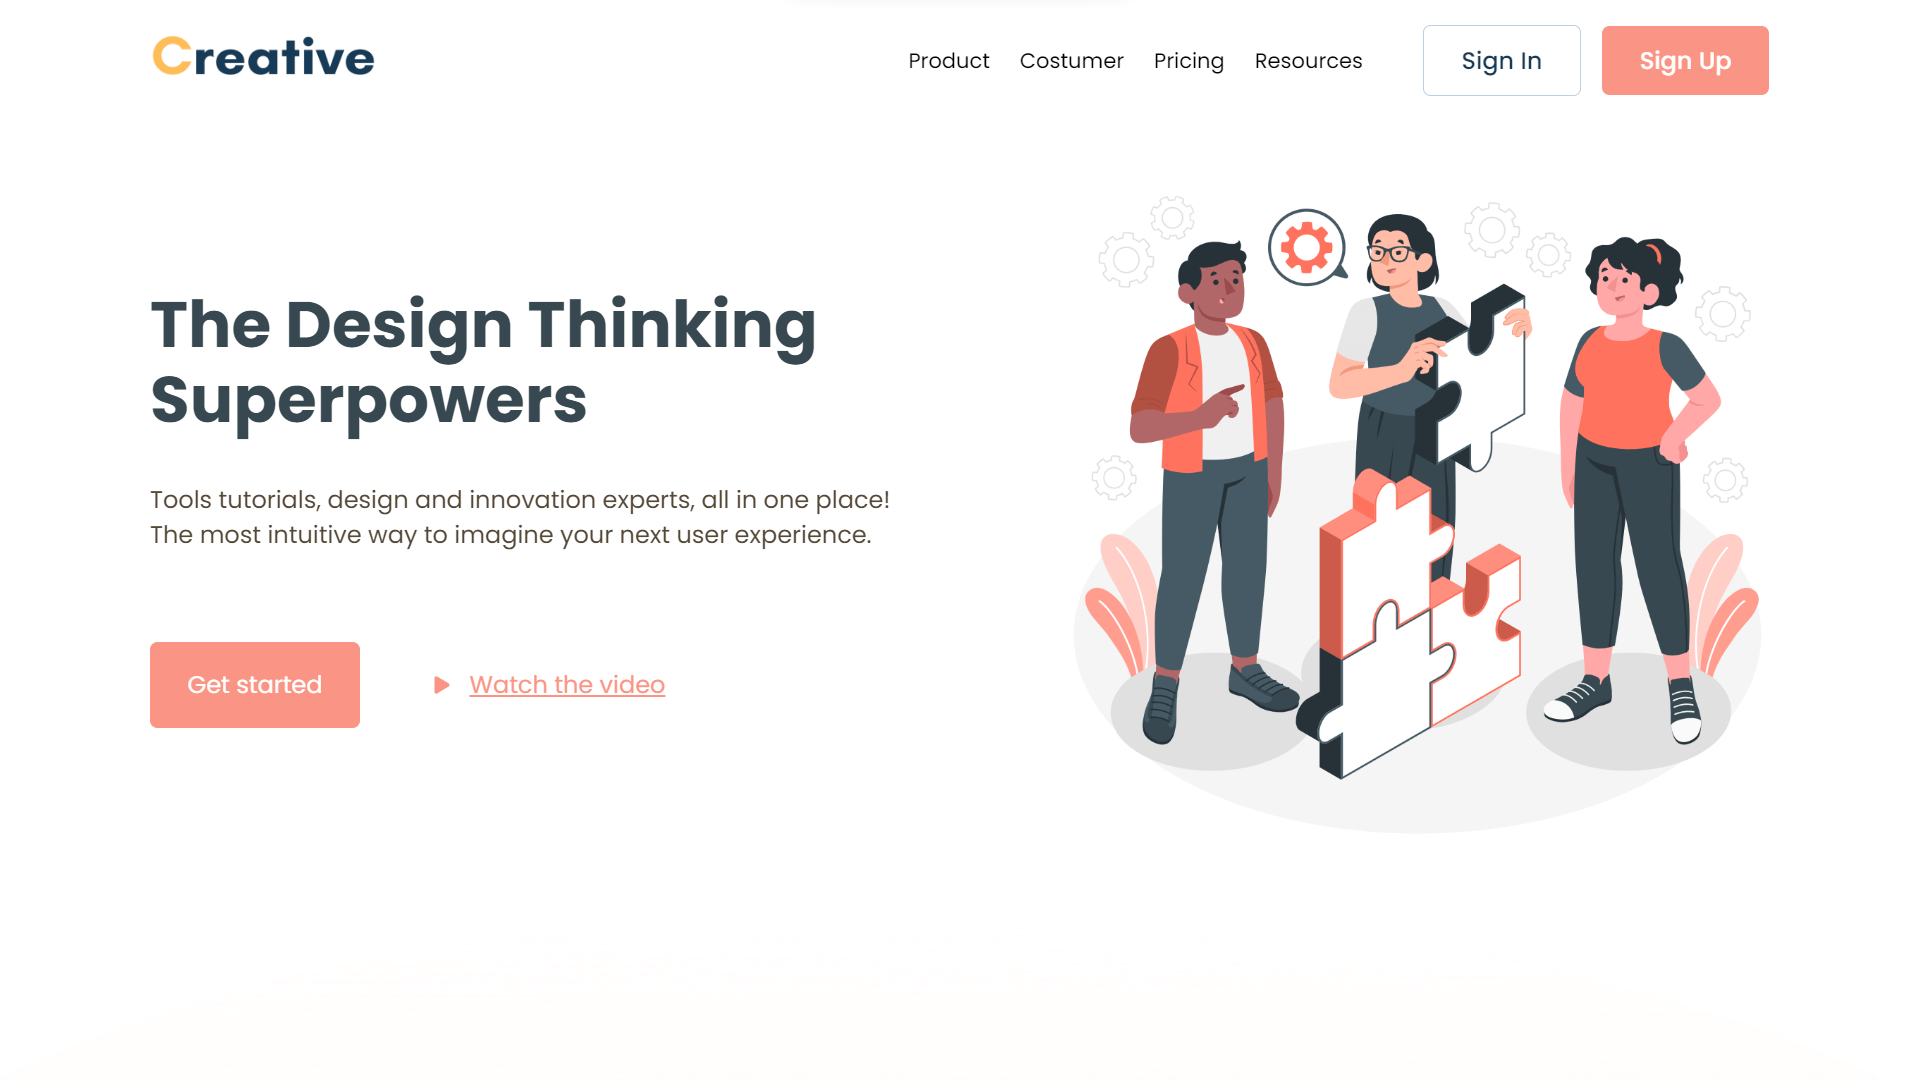 Creative
Product Costumer Pricing Resources Sign In Sign Up
The Design Thinking
Superpowers
Tools tutorials, design and innovation experts, all in one place!
The most intuitive way to imagine your next user experience.
Get started
Watch the video